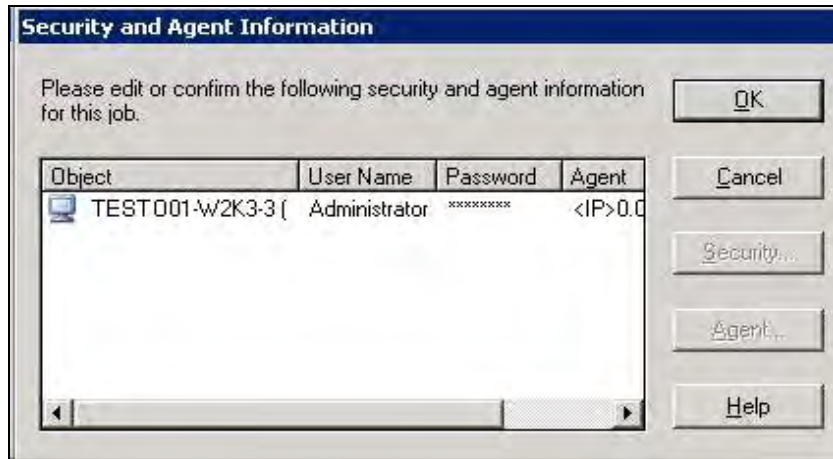 Security and Agent Information
Please edit or confirm the following security and agent information
for this job.
OK
Cancel
Security...
Agent...
Help
Object User Name Password Agent
TEST001-W2K3-3 ( Administrator ******** <IP>0.0